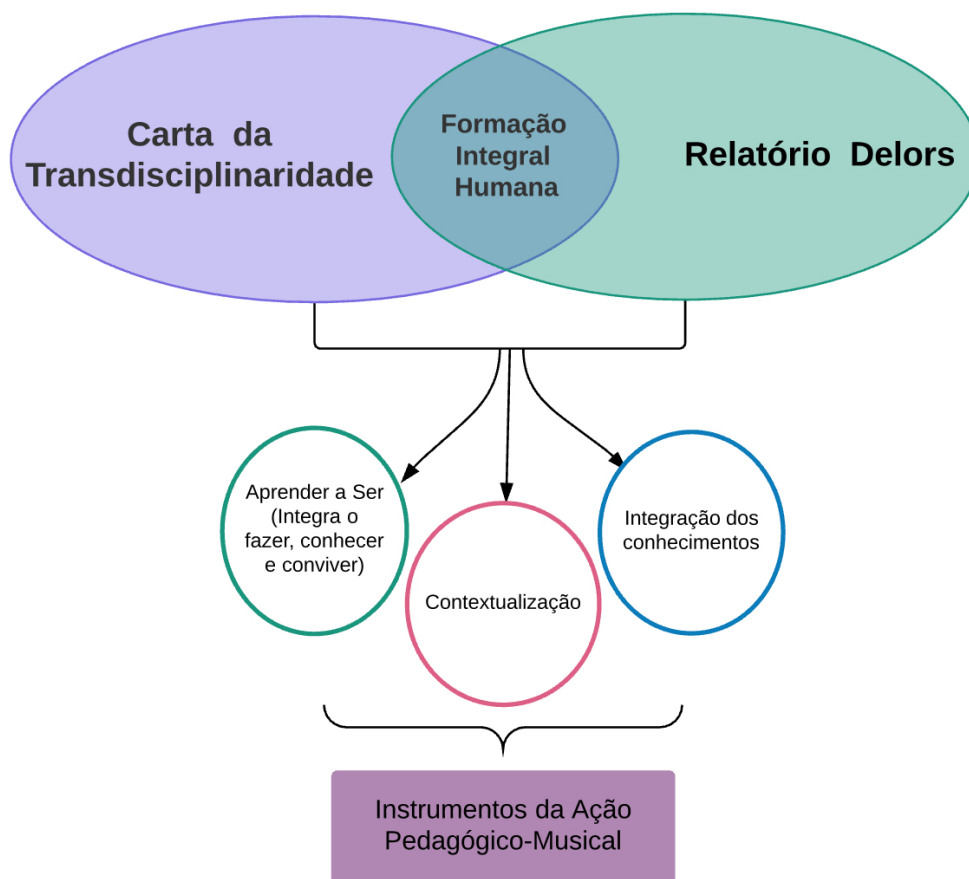 Carta da
Transdisciplinaridade
Formação
Integral
Humana
Relatório Delors
Aprender a Ser
(Integra o
fazer, conhecer
e conviver)
Contextualização
Integração dos
conhecimentos
Instrumentos da Ação
Pedagógico-Musical